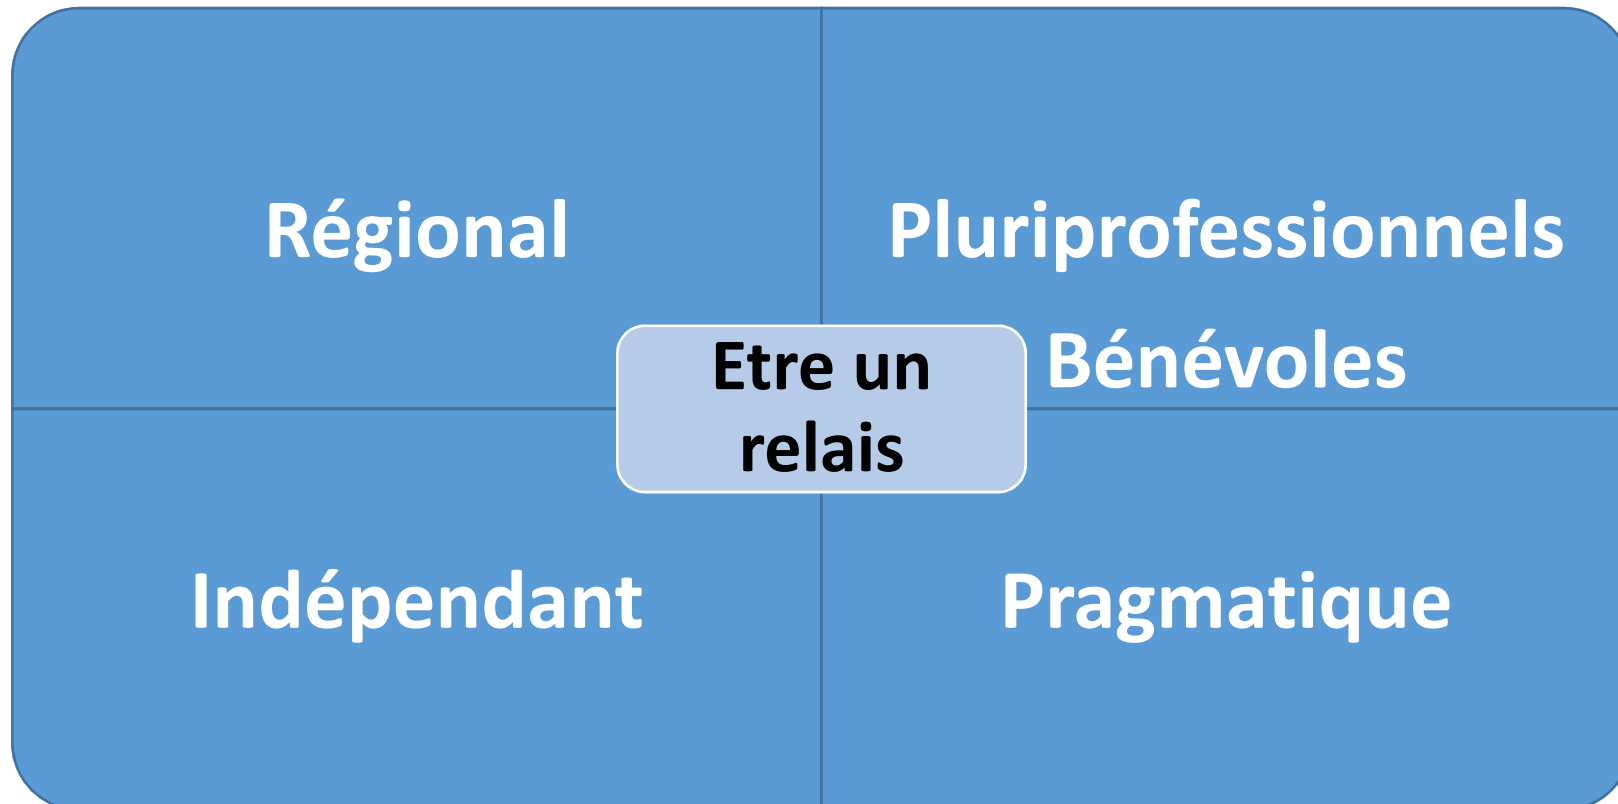 Régional
Pluriprofessionnels
Bénévoles
Etre un
relais
Indépendant
Pragmatique